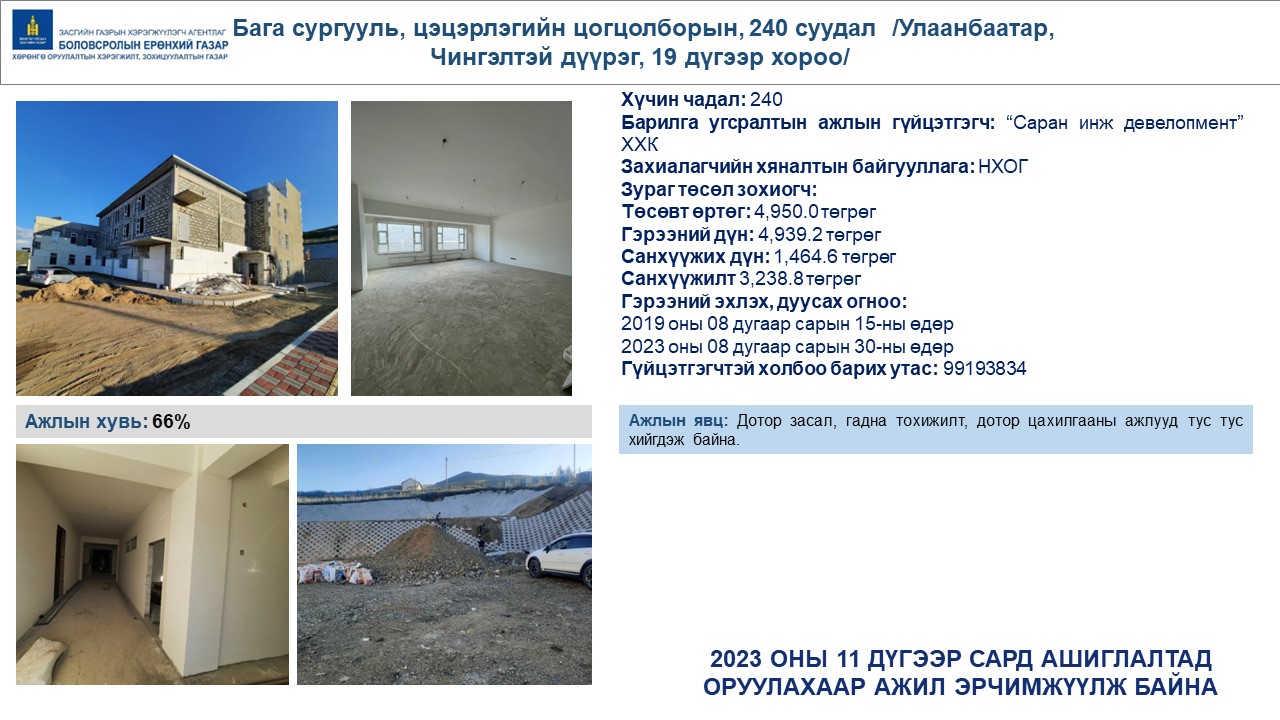 ЗАСГИЙН ГАЗРЫН ХЭРЭГЖҮҮЛЭГЧ АГЕНТЛАГ
БОЛОВСРОЛЫН ЕРӨНХИЙ ГАЗАР
ХӨРӨНГӨ ОРУУЛАЛТЫН ХЭРЭГЖИЛТ, ЗОХИЦУУЛАЛТЫН ГАЗАР
Бага сургууль, цэцэрлэгийн цогцолборын, 240 суудал /Улаанбаатар,
Чингэлтэй дүүрэг, 19 дүгээр хороо/
Хүчин чадал: 240
Барилга угсралтын ажлын гүйцэтгэгч: “Саран инж девелопмент”
ХХК
Захиалагчийн хяналтын байгууллага: НХОГ
Зураг төсөл зохиогч:
Төсөвт өртөг: 4,950.0 төгрөг
Гэрээний дүн: 4,939.2 төгрөг
Санхүүжих дүн: 1,464.6 төгрөг
Санхүүжилт 3,238.8 төгрөг
Гэрээний эхлэх, дуусах огноо:
2019 оны 08 дугаар сарын 15-ны өдөр
2023 оны 08 дугаар сарын 30-ны өдөр
Гүйцэтгэгчтэй холбоо барих утас: 99193834
Ажлын хувь: 66%
Ажлын явц: Дотор засал, гадна тохижилт, дотор цахилгааны ажлууд тус тус
хийгдэж байна.
2023 ОНЫ 11 ДҮГЭЭР САРД АШИГЛАЛТАД
ОРУУЛАХААР АЖИЛ ЭРЧИМЖҮҮЛЖ БАЙНА